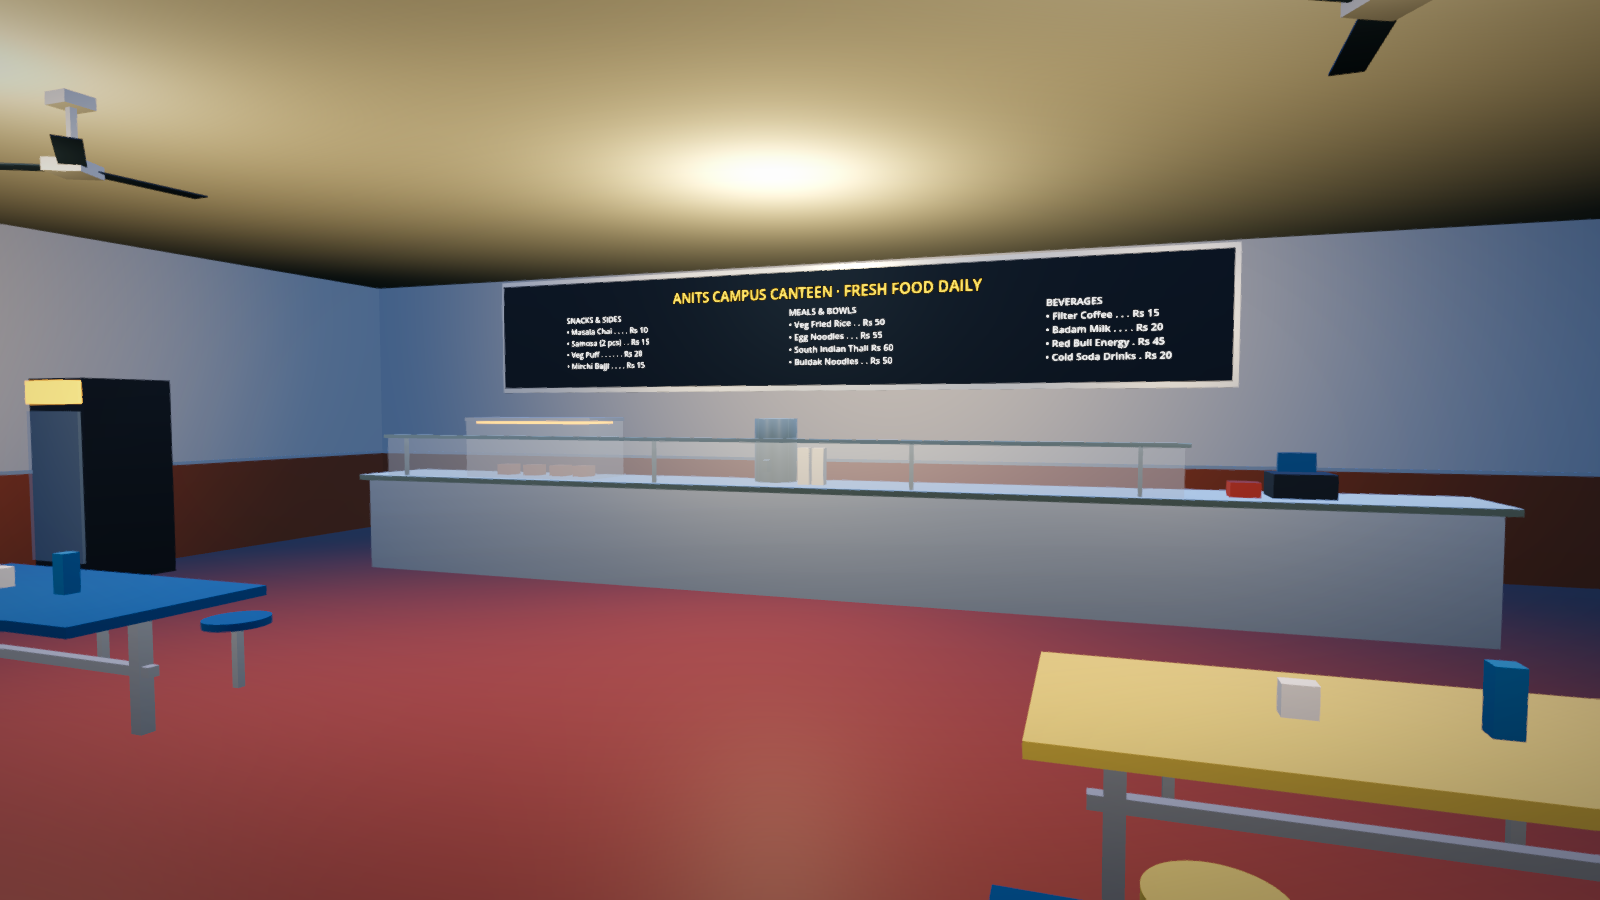 ANITS CAMPUS CANTEEN · FRESH FOOD DAILY
SNACKS & SIDES
• Masala Chai . . . . Rs 10
• Samosa (2 pcs) . . Rs 15
• Veg Puff . . . . . . Rs 20
• Mirchi Bajji . . . . Rs 15
MEALS & BOWLS
• Veg Fried Rice . . Rs 50
• Egg Noodles . . . Rs 55
• South Indian Thali Rs 60
• Buldak Noodles . . Rs 50
BEVERAGES
• Filter Coffee . . . Rs 15
• Badam Milk . . . . Rs 20
• Red Bull Energy . Rs 45
• Cold Soda Drinks . Rs 20